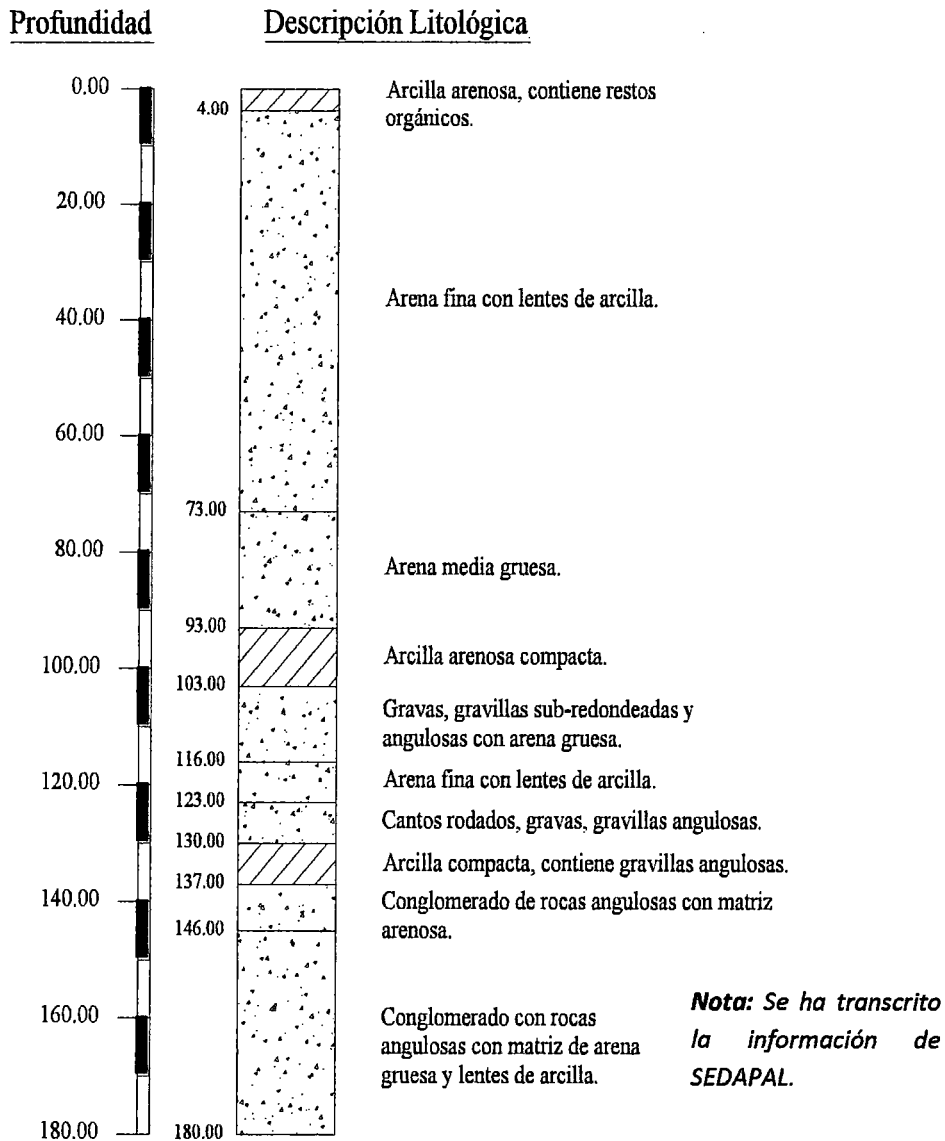 Profundidad
Descripción Litológica
0.00
Arcilla arenosa, contiene restos
orgánicos.
4.00
20.00
Arena fina con lentes de arcilla.
40.00
60.00
73.00
80.00
Arena media gruesa.
93.00
Arcilla arenosa compacta.
100.00
103.00
Gravas, gravillas sub-redondeadas y
angulosas con arena gruesa.
116.00
120.00
Arena fina con lentes de arcilla.
123.00
Cantos rodados, gravas, gravillas angulosas.
130.00
Arcilla compacta, contiene gravillas angulosas.
137.00
140.00
Conglomerado de rocas angulosas con matriz
arenosa.
146.00
160.00
Conglomerado con rocas
angulosas con matriz de arena
gruesa y lentes de arcilla.
Nota: Se ha transcrito
la información de
SEDAPAL.
180.00
180.00